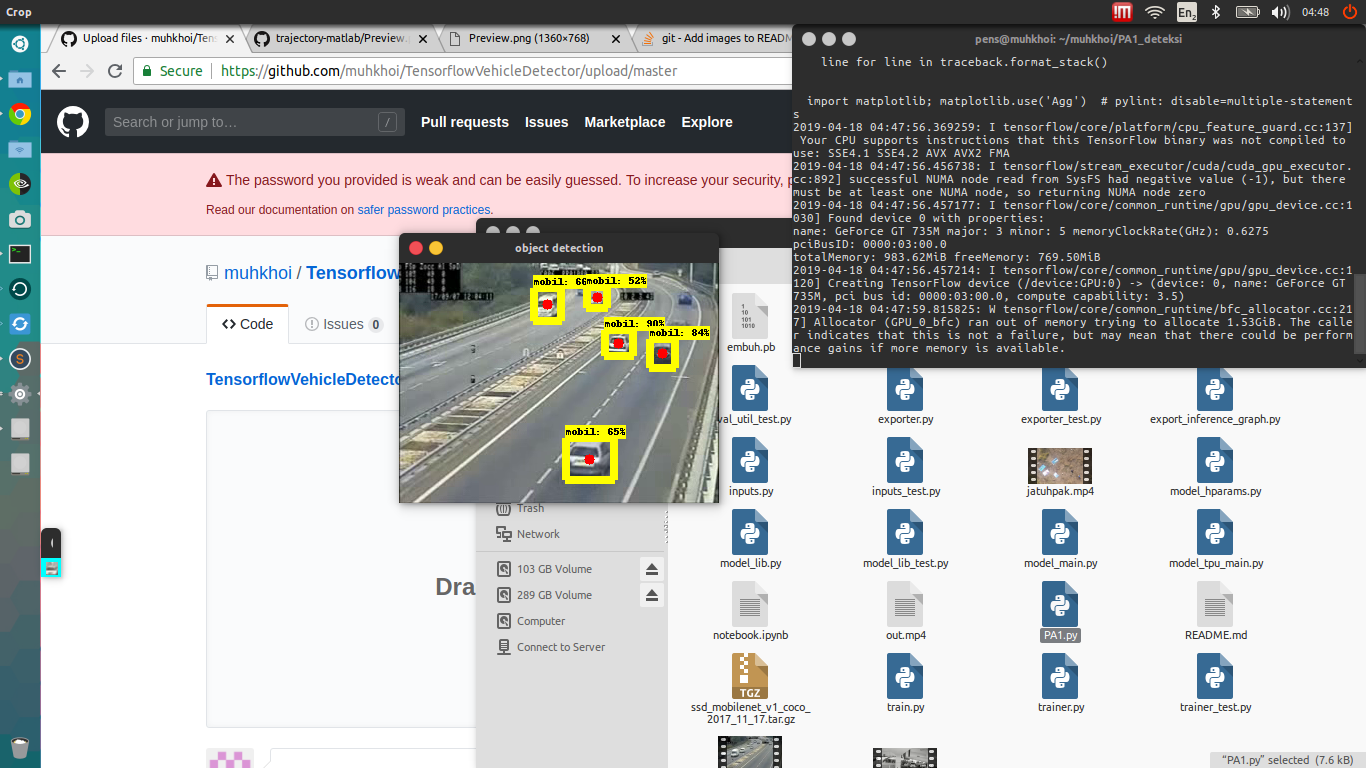 Crop
En2
04:48
Upload files · muhkhoi/Tens
trajectory-matlab/Preview.
Preview.png (1360×768)
git - Add images to READM
Secure
https://github.com/muhkhoi/TensorflowVehicleDetector/upload/master
Search or jump to…
/
Pull requests
Issues
Marketplace
Explore
The password you provided is weak and can be easily guessed. To increase your security,
Read our documentation on safer password practices.
muhkhoi / Tensorflow
Code
Issues 0
TensorflowVehicleDetecto
Dra
pens@muhkhoi: ~/muhkhoi/PA1_deteksi
line for line in traceback.format_stack()
import matplotlib; matplotlib.use('Agg')  # pylint: disable=multiple-statement
s
2019-04-18 04:47:56.369259: I tensorflow/core/platform/cpu_feature_guard.cc:137]
Your CPU supports instructions that this TensorFlow binary was not compiled to
use: SSE4.1 SSE4.2 AVX AVX2 FMA
2019-04-18 04:47:56.456738: I tensorflow/stream_executor/cuda/cuda_gpu_executor.
cc:892] successful NUMA node read from SysFS had negative value (-1), but there
must be at least one NUMA node, so returning NUMA node zero
2019-04-18 04:47:56.457177: I tensorflow/core/common_runtime/gpu/gpu_device.cc:1
030] Found device 0 with properties:
name: GeForce GT 735M major: 3 minor: 5 memoryClockRate(GHz): 0.6275
pciBusID: 0000:03:00.0
totalMemory: 983.62MiB freeMemory: 769.50MiB
2019-04-18 04:47:56.457214: I tensorflow/core/common_runtime/gpu/gpu_device.cc:1
120] Creating TensorFlow device (/device:GPU:0) -> (device: 0, name: GeForce GT
735M, pci bus id: 0000:03:00.0, compute capability: 3.5)
2019-04-18 04:47:59.815825: W tensorflow/core/common_runtime/bfc_allocator.cc:21
7] Allocator (GPU_0_bfc) ran out of memory trying to allocate 1.53GiB. The calle
r indicates that this is not a failure, but may mean that there could be perform
ance gains if more memory is available.
object detection
mobil: 66
mobil: 52%
mobil: 90%
mobil: 84%
mobil: 65%
Trash
Network
103 GB Volume
289 GB Volume
Computer
Connect to Server
embuh.pb
val_util_test.py
exporter.py
exporter_test.py
export_inference_graph.py
inputs.py
inputs_test.py
jatuhpak.mp4
model_hparams.py
model_lib.py
model_lib_test.py
model_main.py
model_tpu_main.py
notebook.ipynb
out.mp4
PA1.py
README.md
TGZ
ssd_mobilenet_v1_coco_
2017_11_17.tar.gz
train.py
trainer.py
trainer_test.py
"PA1.py" selected (7.6 kB)